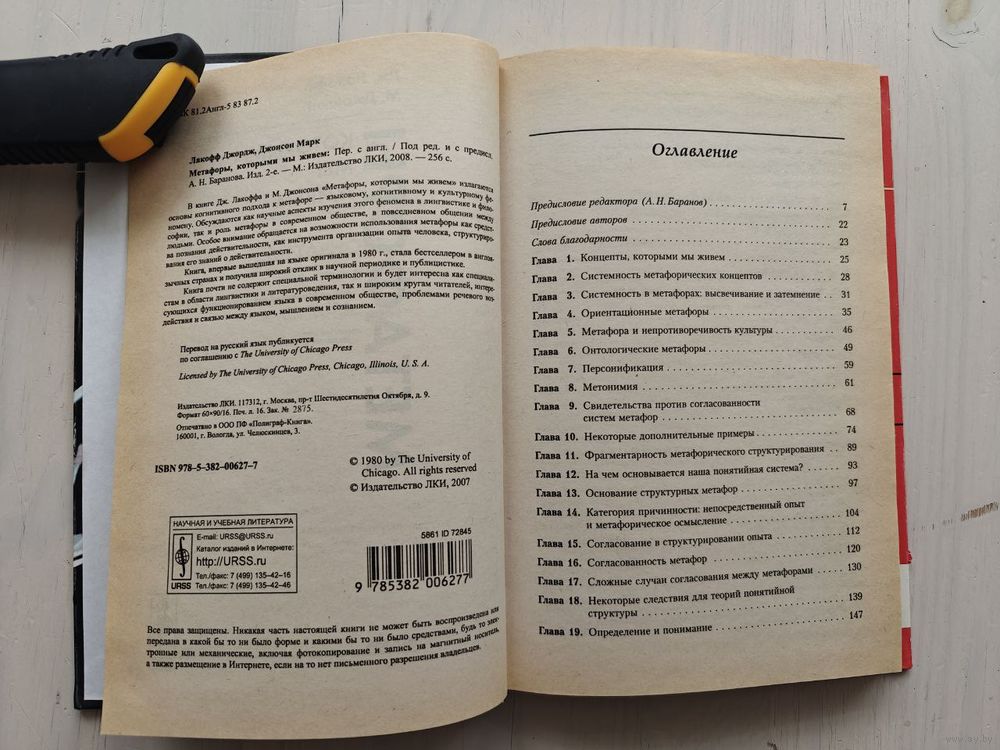 К 81.2Англ-5 83 87.2
Лакофф Джордж, Джонсон Марк
Метафоры, которыми мы живем: Пер. с англ. / Под ред. и с предисл.
А. Н. Баранова. Изд. 2-е. — М.: Издательство ЛКИ, 2008. — 256 с.
В книге Дж. Лакоффа и М. Джонсона «Метафоры, которыми мы живем» излагаются
основы когнитивного подхода к метафоре — языковому, когнитивному и культурному фе-
номену. Обсуждаются как научные аспекты изучения этого феномена в лингвистике и фило-
софии, так и роль метафоры в современном обществе, в повседневном общении между
людьми. Особое внимание обращается на возможности использования метафоры как средст-
ва познания действительности, как инструмента организации опыта человека, структуриро-
вания его знаний о действительности.
Книга, впервые вышедшая на языке оригинала в 1980 г., стала бестселлером в англоя-
зычных странах и получила широкий отклик в научной периодике и публицистике.
Книга почти не содержит специальной терминологии и будет интересна как специали-
стам в области лингвистики и литературоведения, так и широким кругам читателей, интере-
сующихся функционированием языка в современном обществе, проблемами речевого воз-
действия и связью между языком, мышлением и сознанием.
Перевод на русский язык публикуется
по соглашению с The University of Chicago Press
Licensed by The University of Chicago Press, Chicago, Illinois, U. S. A.
Издательство ЛКИ. 117312, г. Москва, пр-т Шестидесятилетия Октября, д. 9.
Формат 60×90/16. Печ. л. 16. Зак. № 2875.
Отпечатано в ООО ПФ «Полиграф-Книга».
160001, г. Вологда, ул. Челюскинцев, 3.
ISBN 978–5–382–00627–7
© 1980 by The University of
Chicago. All rights reserved
© Издательство ЛКИ, 2007
НАУЧНАЯ И УЧЕБНАЯ ЛИТЕРАТУРА
E-mail: URSS@URSS.ru
Каталог изданий в Интернете:
http://URSS.ru
Тел./факс: 7 (499) 135–42–16
URSS Тел./факс: 7 (499) 135–42–46
5861 ID 72845
9 785382 006277
Все права защищены. Никакая часть настоящей книги не может быть воспроизведена или
передана в какой бы то ни было форме и какими бы то ни было средствами, будь то элек-
тронные или механические, включая фотокопирование и запись на магнитный носитель,
а также размещение в Интернете, если на то нет письменного разрешения владельцев.
Оглавление
Предисловие редактора (А. Н. Баранов) 7
Предисловие авторов 22
Слова благодарности 23
Глава 1. Концепты, которыми мы живем 25
Глава 2. Системность метафорических концептов 28
Глава 3. Системность в метафорах: высвечивание и затемнение 31
Глава 4. Ориентационные метафоры 35
Глава 5. Метафора и непротиворечивость культуры 46
Глава 6. Онтологические метафоры 49
Глава 7. Персонификация 59
Глава 8. Метонимия 61
Глава 9. Свидетельства против согласованности
систем метафор 68
Глава 10. Некоторые дополнительные примеры 74
Глава 11. Фрагментарность метафорического структурирования 89
Глава 12. На чем основывается наша понятийная система? 93
Глава 13. Основание структурных метафор 97
Глава 14. Категория причинности: непосредственный опыт
и метафорическое осмысление 104
Глава 15. Согласование в структурировании опыта 112
Глава 16. Согласованность метафор 120
Глава 17. Сложные случаи согласования между метафорами 130
Глава 18. Некоторые следствия для теорий понятийной
структуры 139
Глава 19. Определение и понимание 147
www.ay.by